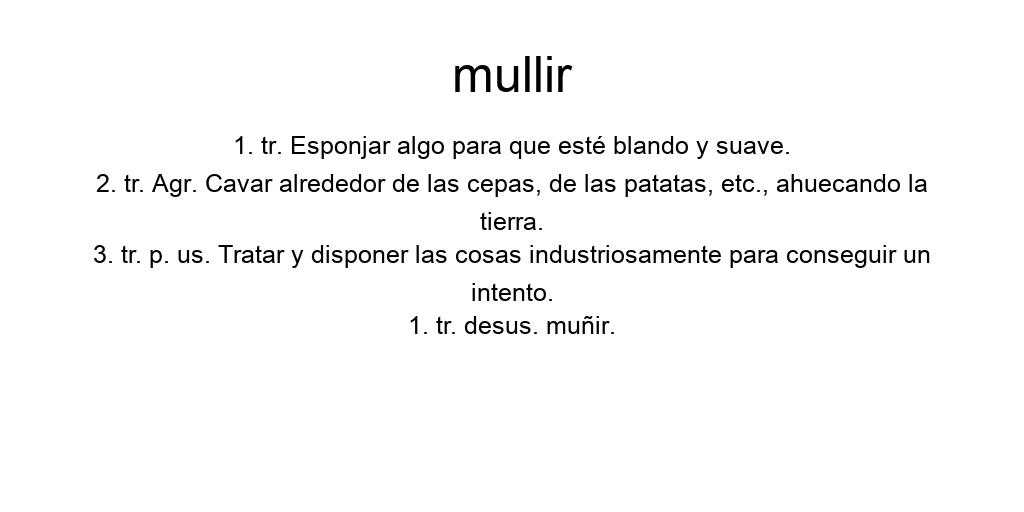 mullir
1. tr. Esponjar algo para que esté blando y suave.
2. tr. Agr. Cavar alrededor de las cepas, de las patatas, etc., ahuecando la
tierra.
3. tr. p. us. Tratar y disponer las cosas industriosamente para conseguir un
intento.
1. tr. desus. muñir.